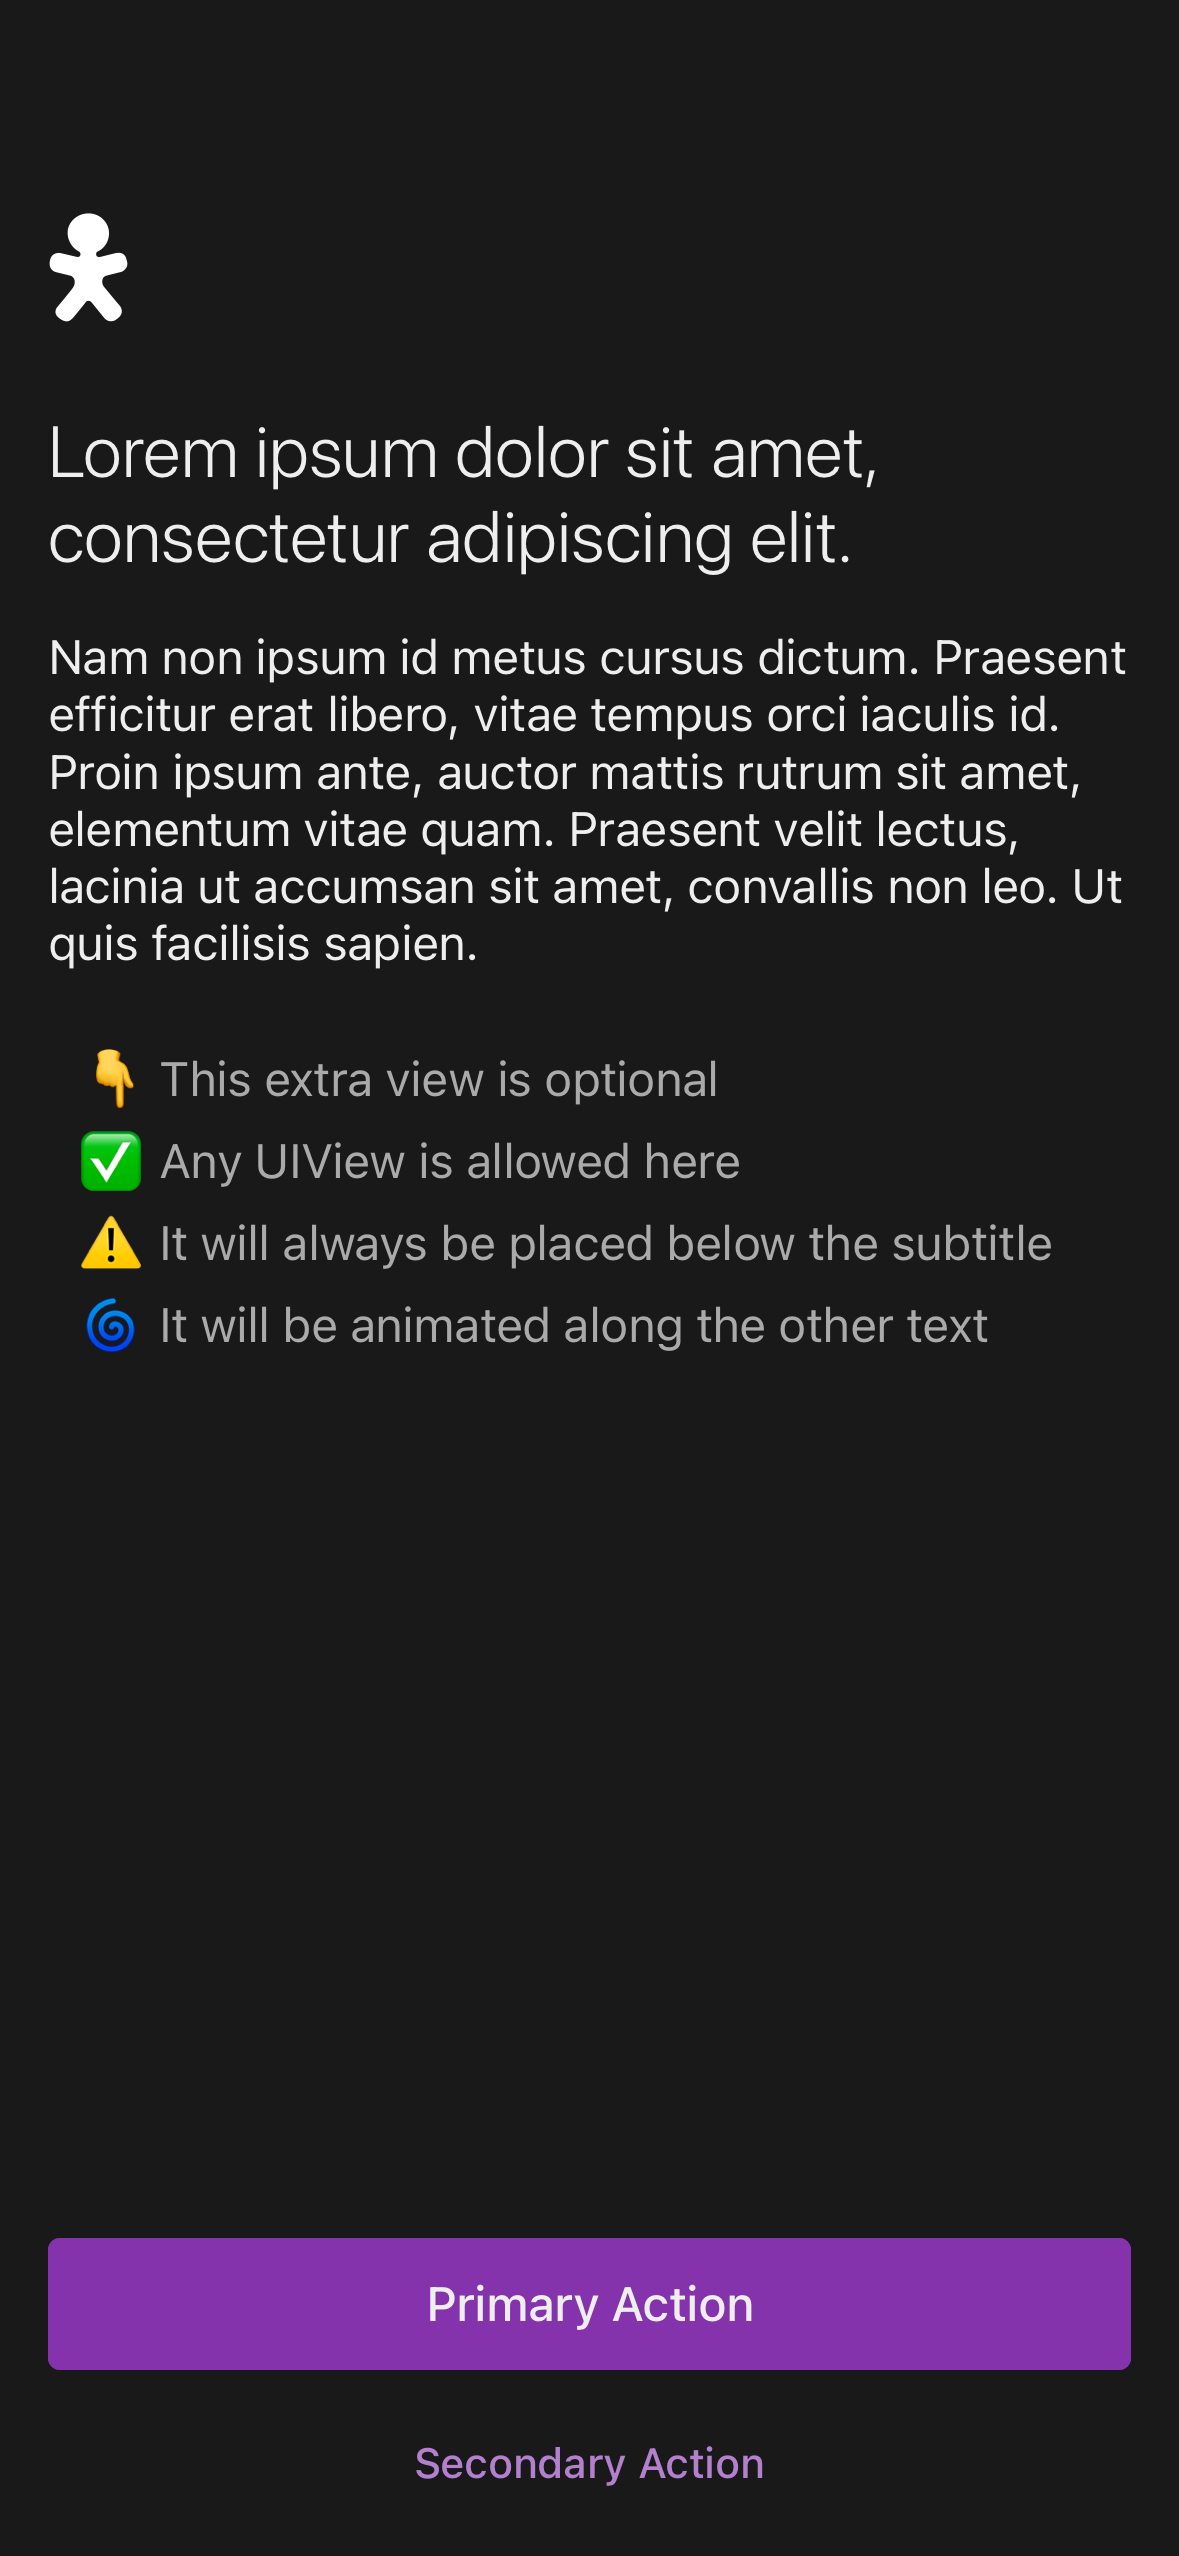 Lorem ipsum dolor sit amet,
consectetur adipiscing elit.
Nam non ipsum id metus cursus dictum. Praesent
efficitur erat libero, vitae tempus orci iaculis id.
Proin ipsum ante, auctor mattis rutrum sit amet,
elementum vitae quam. Praesent velit lectus,
lacinia ut accumsan sit amet, convallis non leo. Ut
quis facilisis sapien.
👇 This extra view is optional
✅ Any UIView is allowed here
⚠️ It will always be placed below the subtitle
🌀 It will be animated along the other text
Primary Action
Secondary Action